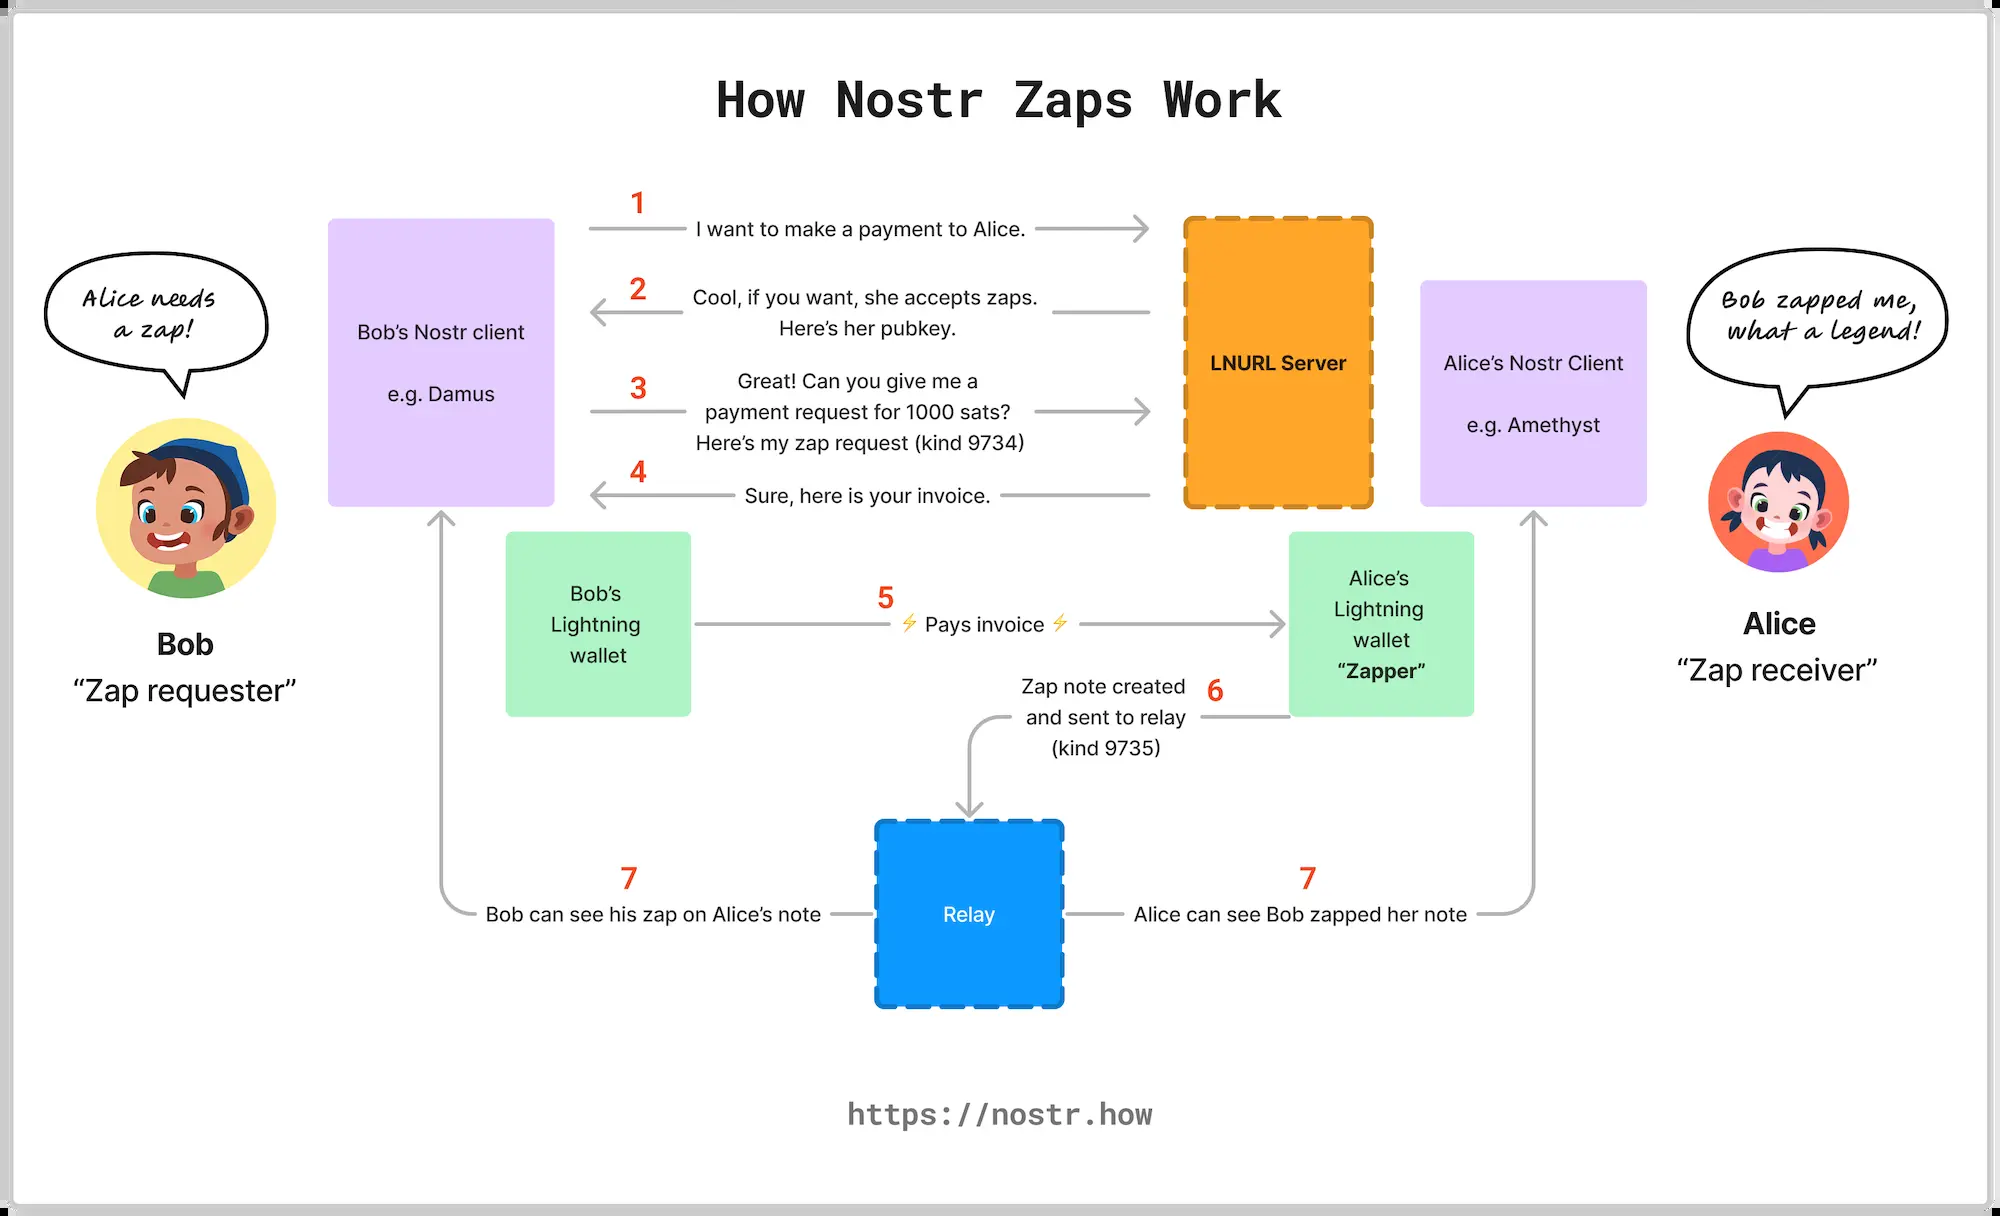 How Nostr Zaps Work
Alice needs
a zap!
Bob
“Zap requester”
Bob’s Nostr client
e.g. Damus
1
I want to make a payment to Alice.
2
Cool, if you want, she accepts zaps.
Here’s her pubkey.
3
Great! Can you give me a
payment request for 1000 sats?
Here’s my zap request (kind 9734)
4
Sure, here is your invoice.
LNURL Server
Alice’s Nostr Client
e.g. Amethyst
Bob zapped me,
what a legend!
Alice
“Zap receiver”
Bob’s
Lightning
wallet
5
⚡ Pays invoice ⚡
Alice’s
Lightning
wallet
“Zapper”
6
Zap note created
and sent to relay
(kind 9735)
7
Bob can see his zap on Alice’s note
Relay
7
Alice can see Bob zapped her note
https://nostr.how